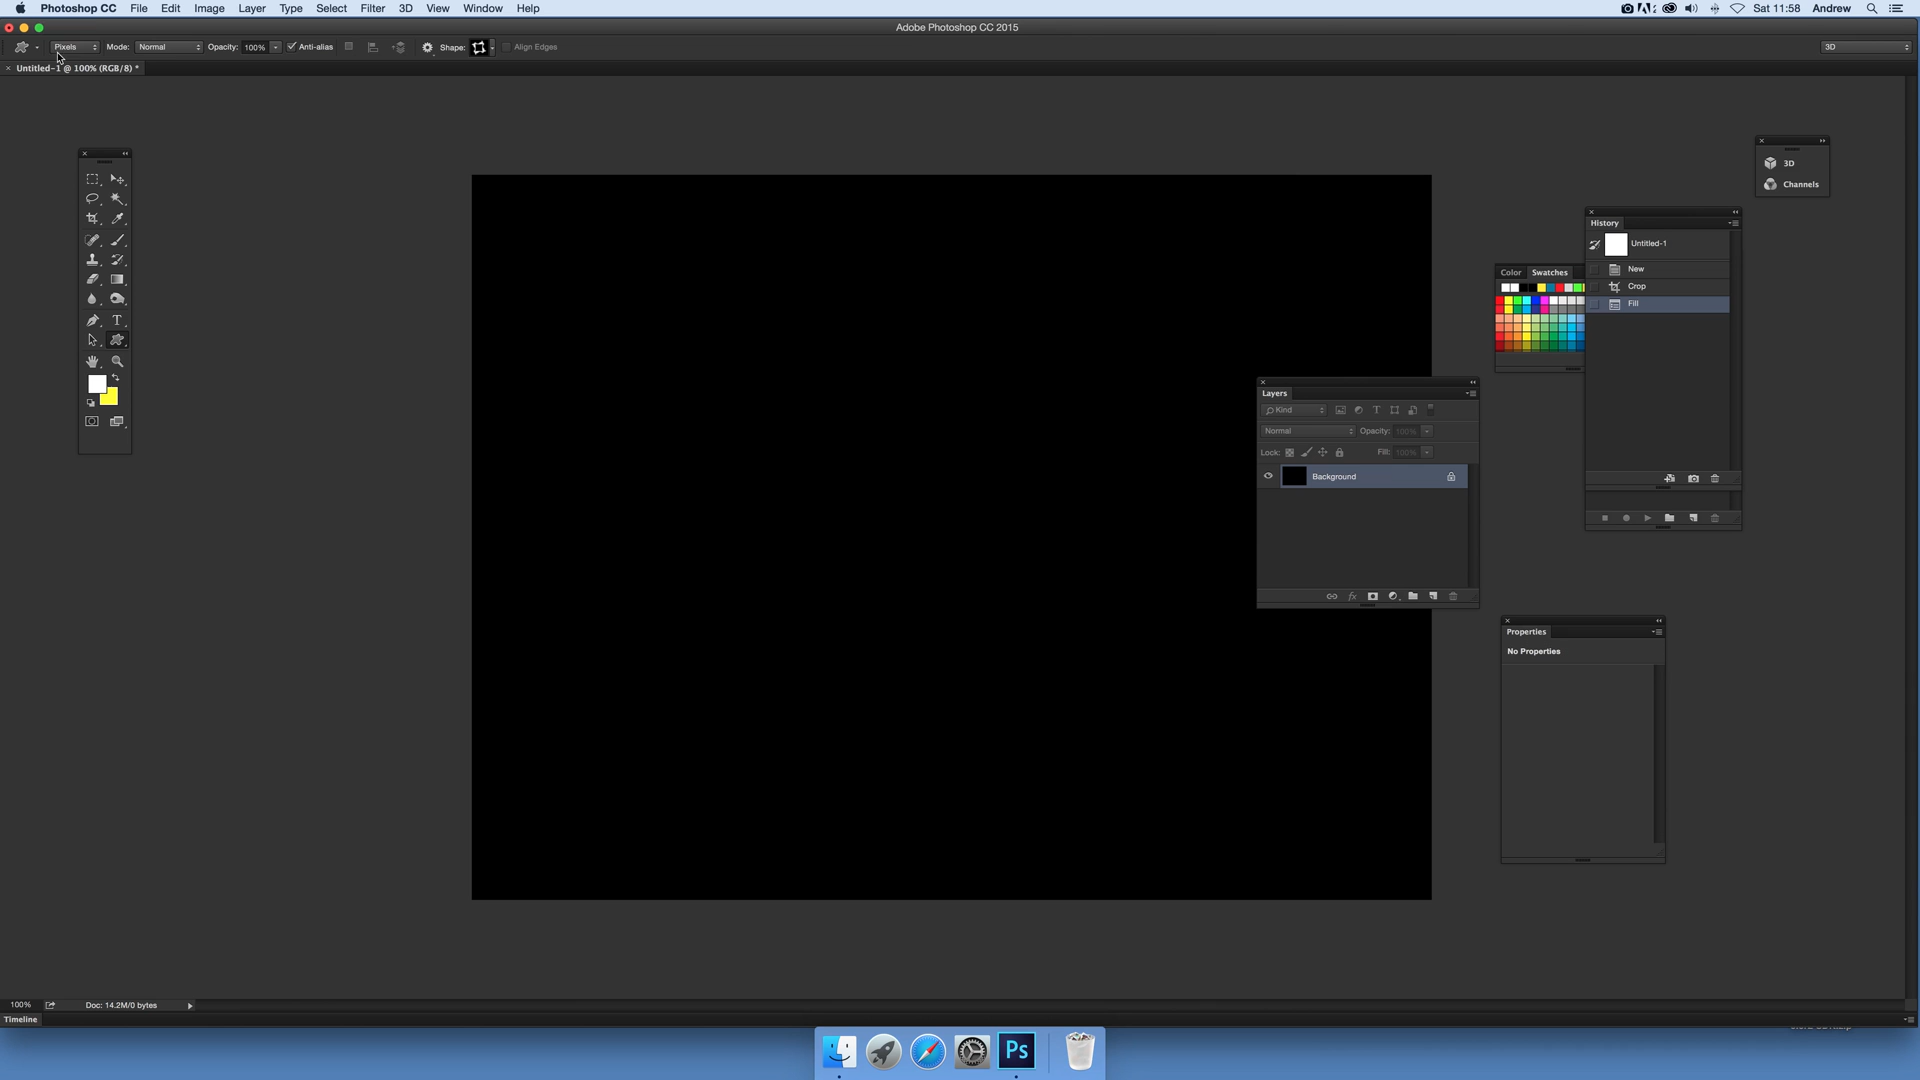 Photoshop CC File Edit Image Layer Type Select Filter 3D View Window Help Sat 11:58 Andrew
Adobe Photoshop CC 2015
Pixels Mode: Normal Opacity: 100% Anti-alias Shape: Align Edges 3D
Untitled-1 @ 100% (RGB/8) *
3D
Channels
History
Untitled-1
New
Crop
Fill
Color Swatches
Layers
Kind
Normal Opacity: 100%
Lock: Fill: 100%
Background
Properties
No Properties
T
100% Doc: 14.2M/0 bytes
Timeline
Ps